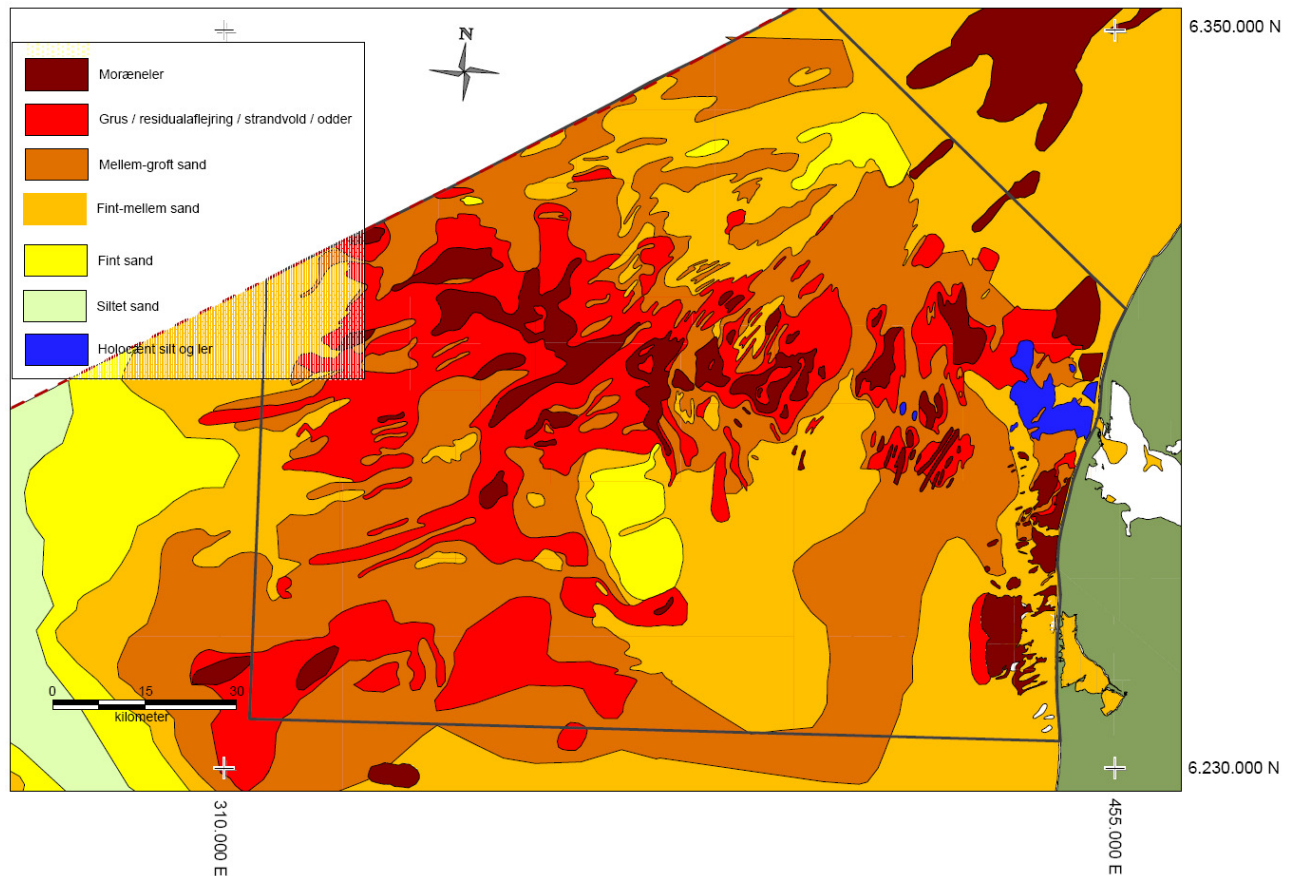 N
6.350.000 N
Moræneler
Grus / residualaflejring / strandvold / odder
Mellem-groft sand
Fint-mellem sand
Fint sand
Siltet sand
Holocænt silt og ler
0 15 30
kilometer
6.230.000 N
310.000 E
455.000 E